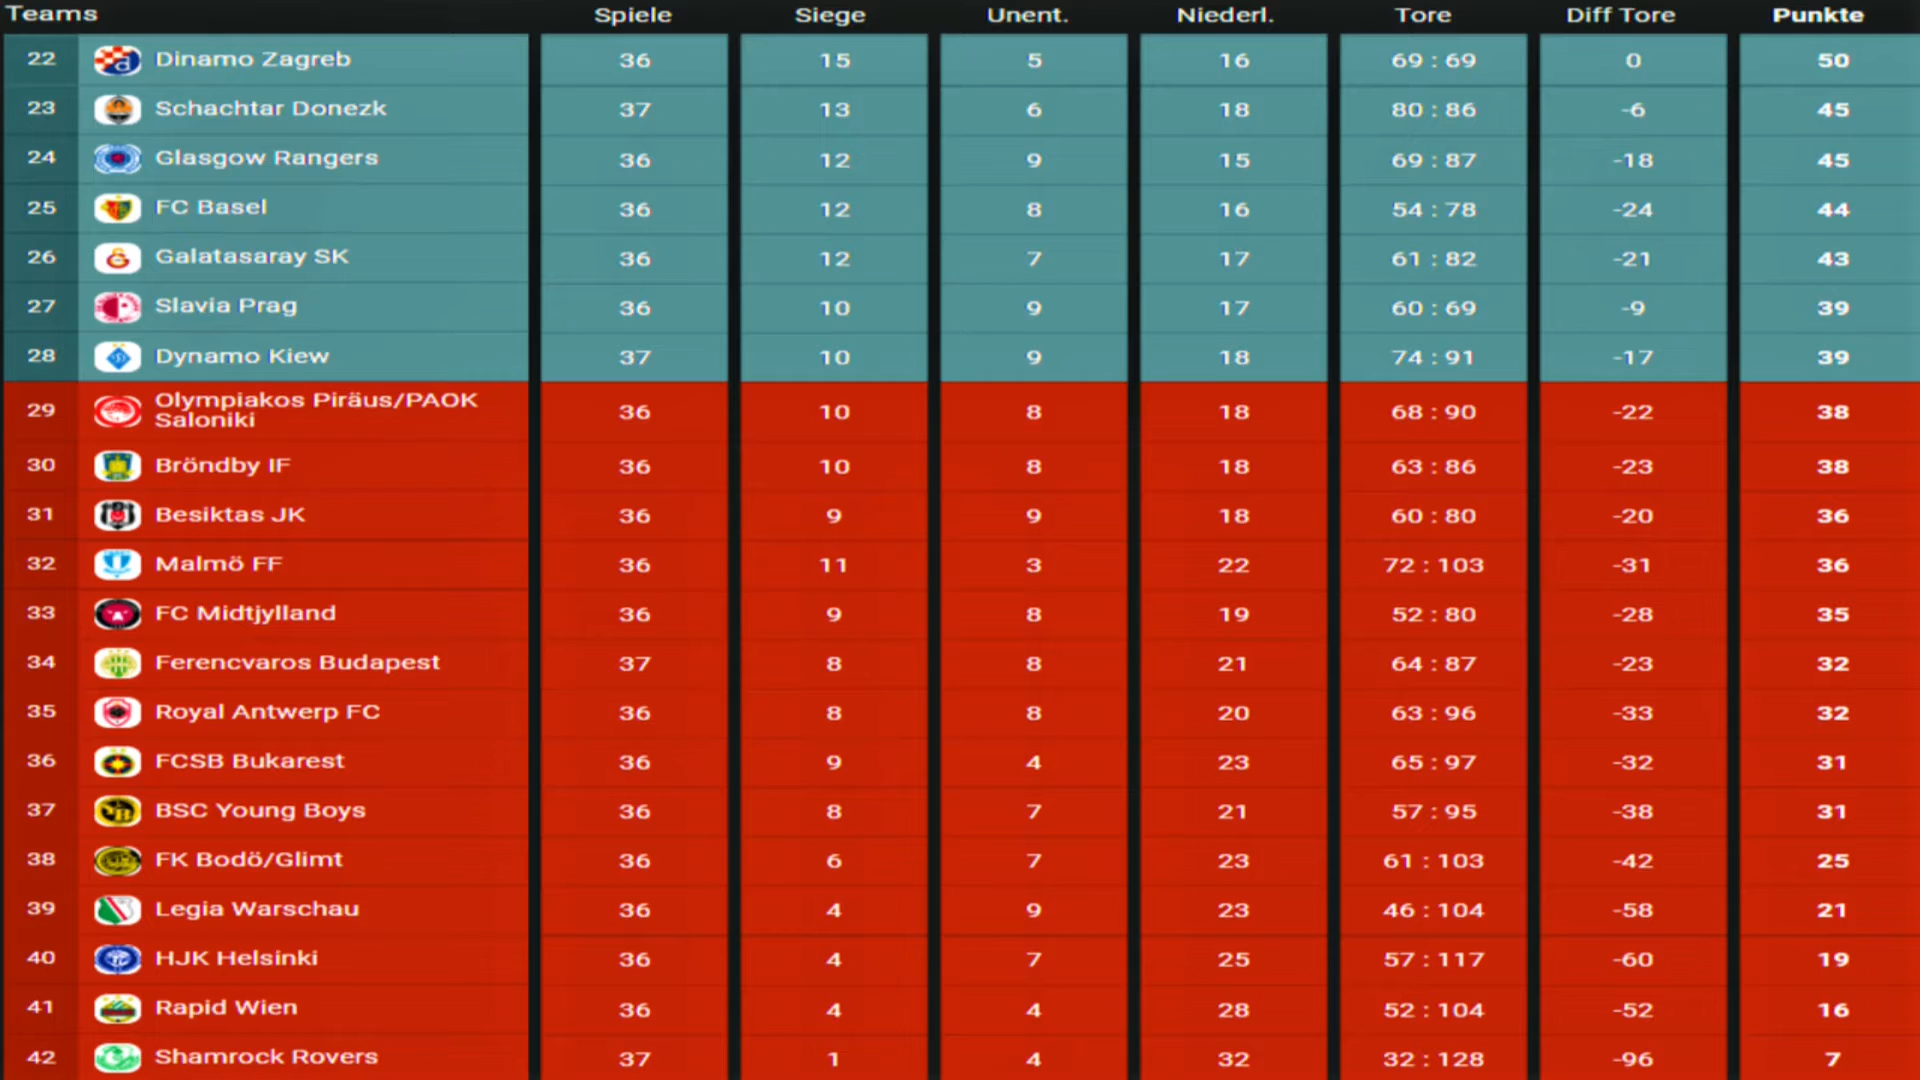 Teams Spiele Siege Unent. Niederl. Tore Diff Tore Punkte
22 Dinamo Zagreb 36 15 5 16 69 : 69 0 50
23 Schachtar Donezk 37 13 6 18 80 : 86 -6 45
24 Glasgow Rangers 36 12 9 15 69 : 87 -18 45
25 FC Basel 36 12 8 16 54 : 78 -24 44
26 Galatasaray SK 36 12 7 17 61 : 82 -21 43
27 Slavia Prag 36 10 9 17 60 : 69 -9 39
28 Dynamo Kiew 37 10 9 18 74 : 91 -17 39
29 Olympiakos Piräus/PAOK
Saloniki 36 10 8 18 68 : 90 -22 38
30 Bröndby IF 36 10 8 18 63 : 86 -23 38
31 Besiktas JK 36 9 9 18 60 : 80 -20 36
32 Malmö FF 36 11 3 22 72 : 103 -31 36
33 FC Midtjylland 36 9 8 19 52 : 80 -28 35
34 Ferencvaros Budapest 37 8 8 21 64 : 87 -23 32
35 Royal Antwerp FC 36 8 8 20 63 : 96 -33 32
36 FCSB Bukarest 36 9 4 23 65 : 97 -32 31
37 BSC Young Boys 36 8 7 21 57 : 95 -38 31
38 FK Bodö/Glimt 36 6 7 23 61 : 103 -42 25
39 Legia Warschau 36 4 9 23 46 : 104 -58 21
40 HJK Helsinki 36 4 7 25 57 : 117 -60 19
41 Rapid Wien 36 4 4 28 52 : 104 -52 16
42 Shamrock Rovers 37 1 4 32 32 : 128 -96 7